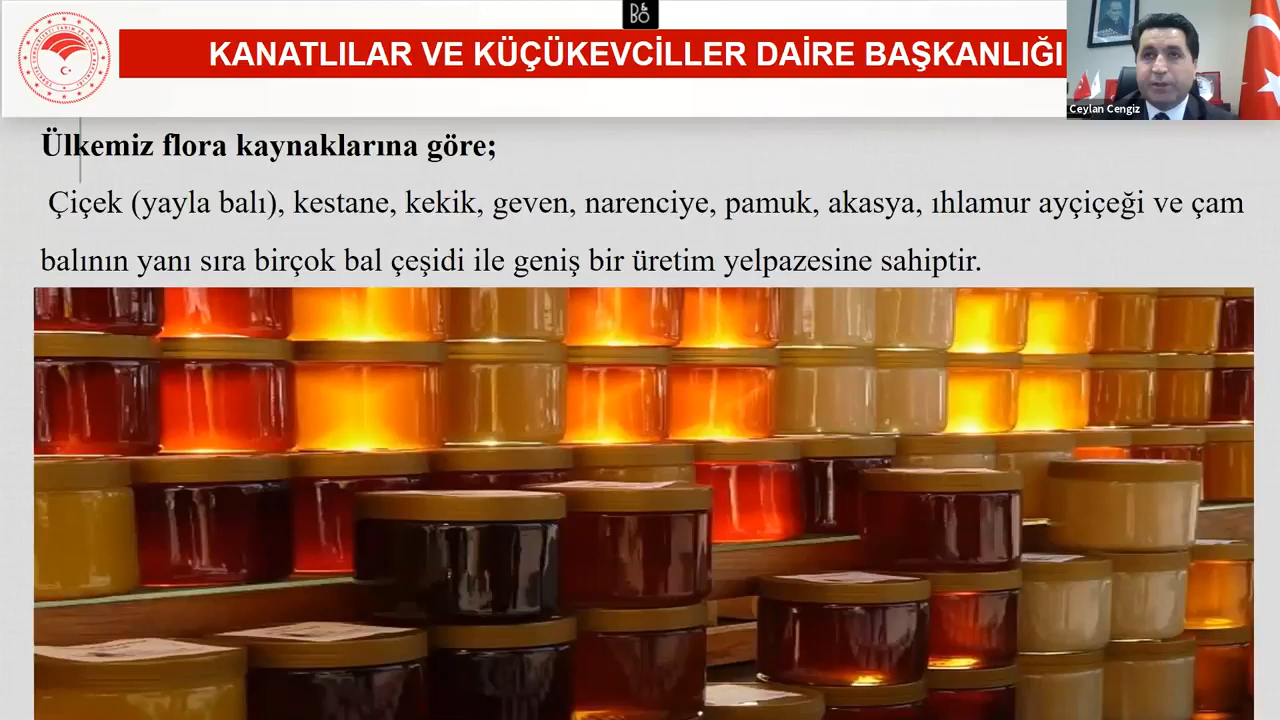 B&O
KANATLILAR VE KÜÇÜKEVCİLLER DAİRE BAŞKANLIĞI
Ceylan Cengiz
Ülkemiz flora kaynaklarına göre;
Çiçek (yayla balı), kestane, kekik, geven, narenciye, pamuk, akasya, ıhlamur ayçiçeği ve çam
balının yanı sıra birçok bal çeşidi ile geniş bir üretim yelpazesine sahiptir.